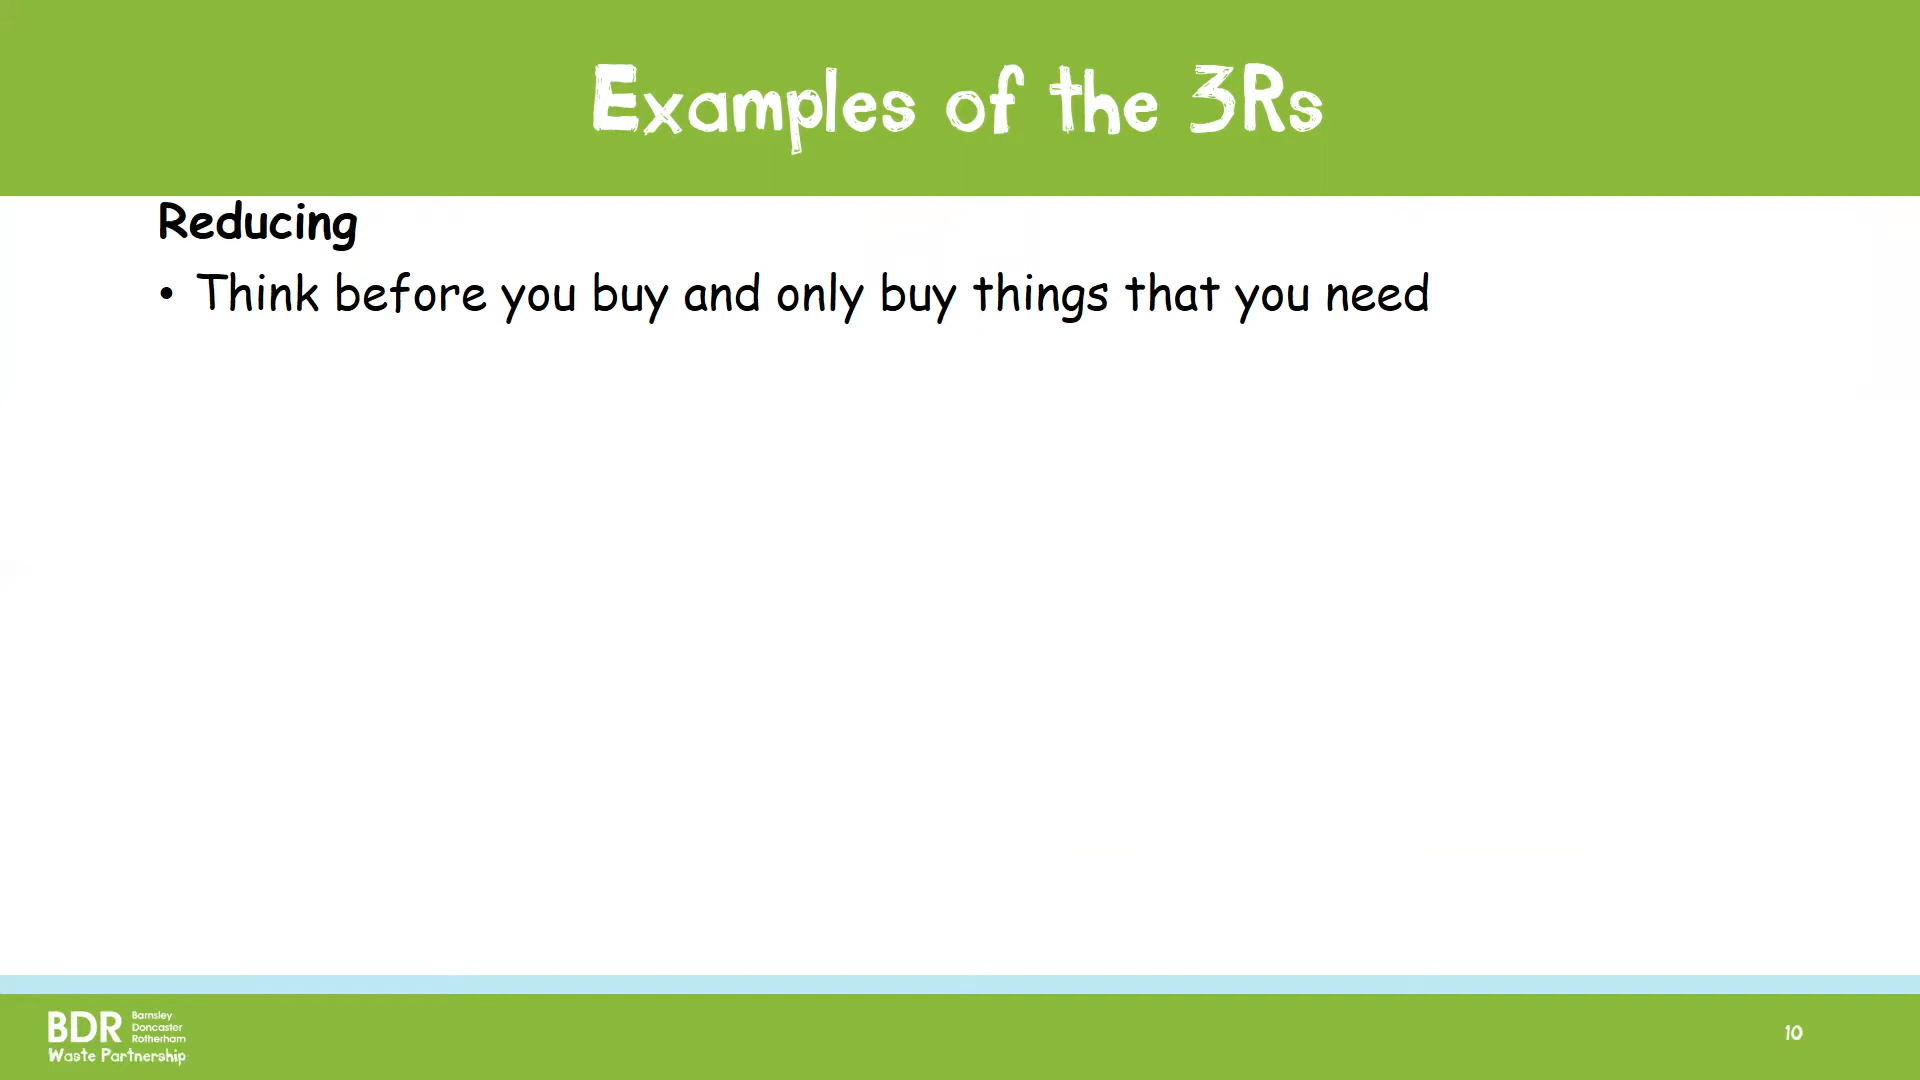 Examples of the 3Rs
Reducing
• Think before you buy and only buy things that you need
BDR Barnsley
Doncaster
Rotherham
Waste Partnership
10